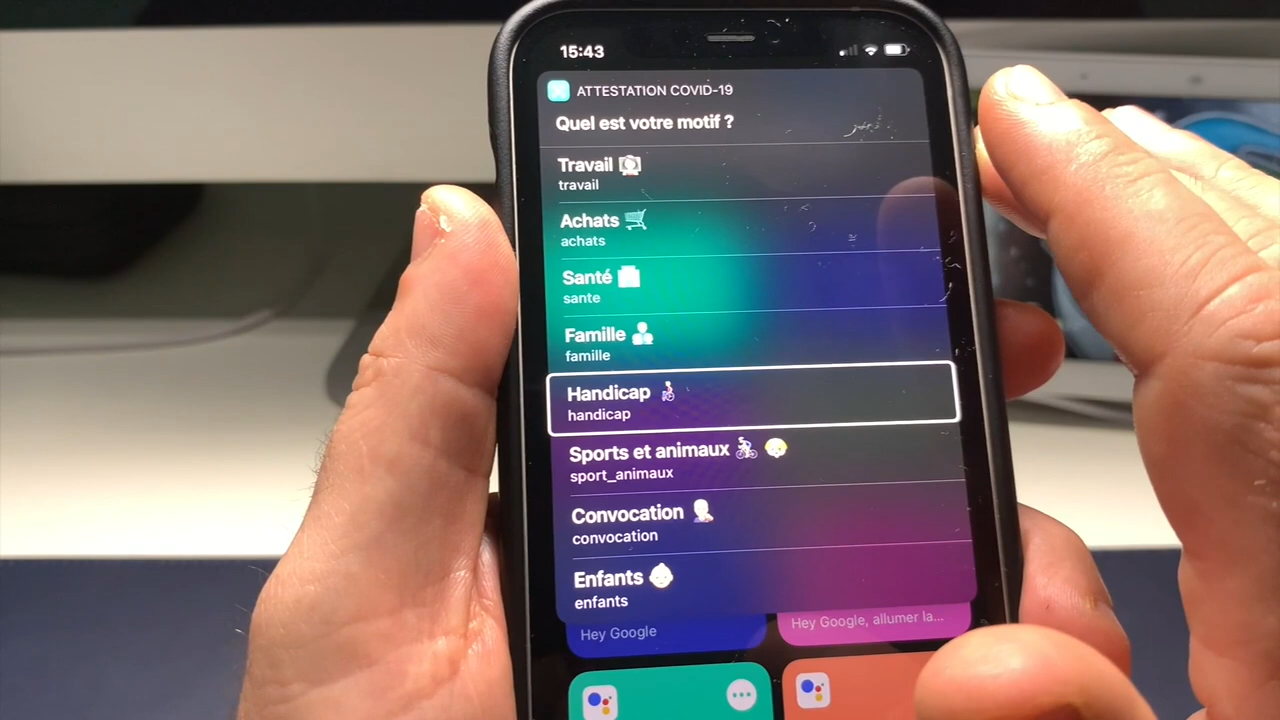 15:43
ATTESTATION COVID-19
Quel est votre motif ?
Travail
travail
Achats
achats
Santé
sante
Famille
famille
Handicap
handicap
Sports et animaux
sport_animaux
Convocation
convocation
Enfants
enfants
Hey Google
Hey Google, allumer la...